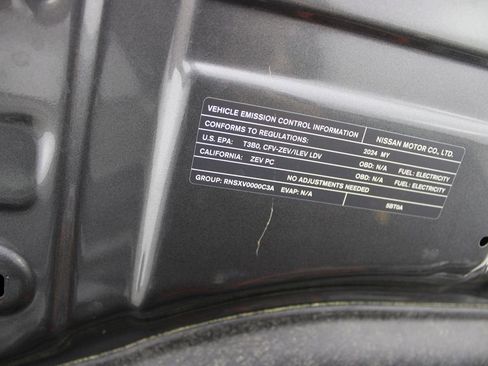 VEHICLE EMISSION CONTROL INFORMATION NISSAN MOTOR CO., LTD.
CONFORMS TO REGULATIONS: 2024 MY
U.S. EPA: T3B0, CFV-ZEV/ILEV LDV OBD: N/A FUEL: ELECTRICITY
CALIFORNIA: ZEV PC OBD: N/A FUEL: ELECTRICITY
NO ADJUSTMENTS NEEDED
GROUP: RNSXV0000C3A EVAP: N/A 5BT0A